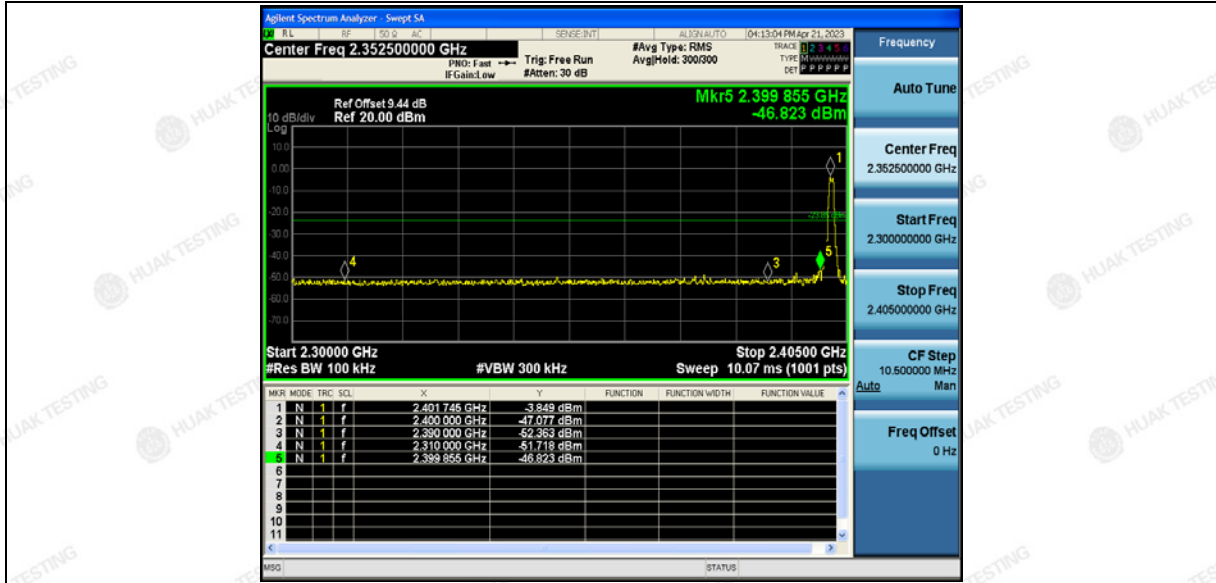 Agilent Spectrum Analyzer - Swept SA
RL RF 50 Ω AC SENSE:INT ALIGNAUTO 04:13:04 PM Apr 21, 2023
Center Freq 2.352500000 GHz
PNO: Fast
IFGain:Low
Trig: Free Run
#Atten: 30 dB
#Avg Type: RMS
Avg|Hold: 300/300
TRACE 1 2 3 4 5 6
TYPE M
DET P P P P P P
Ref Offset 9.44 dB
Ref 20.00 dBm
10 dB/div
Log
Mkr5 2.399 855 GHz
-46.823 dBm
10.0
0.00
-10.0
-20.0
-30.0
-40.0
-50.0
-60.0
-70.0
1
4
3
5
Start 2.30000 GHz
Stop 2.40500 GHz
#Res BW 100 kHz
#VBW 300 kHz
Sweep 10.07 ms (1001 pts)
MKR MODE TRC SCL X Y FUNCTION FUNCTION WIDTH FUNCTION VALUE
1 N 1 f 2.401 745 GHz -3.849 dBm
2 N 1 f 2.400 000 GHz -47.077 dBm
3 N 1 f 2.390 000 GHz -52.363 dBm
4 N 1 f 2.310 000 GHz -51.718 dBm
5 N 1 f 2.399 855 GHz -46.823 dBm
6
7
8
9
10
11
MSG
STATUS
Frequency
Auto Tune
Center Freq
2.352500000 GHz
Start Freq
2.300000000 GHz
Stop Freq
2.405000000 GHz
CF Step
10.500000 MHz
Auto Man
Freq Offset
0 Hz
HUAK TESTING
HUAK TESTING
HUAK TESTING
HUAK TESTING